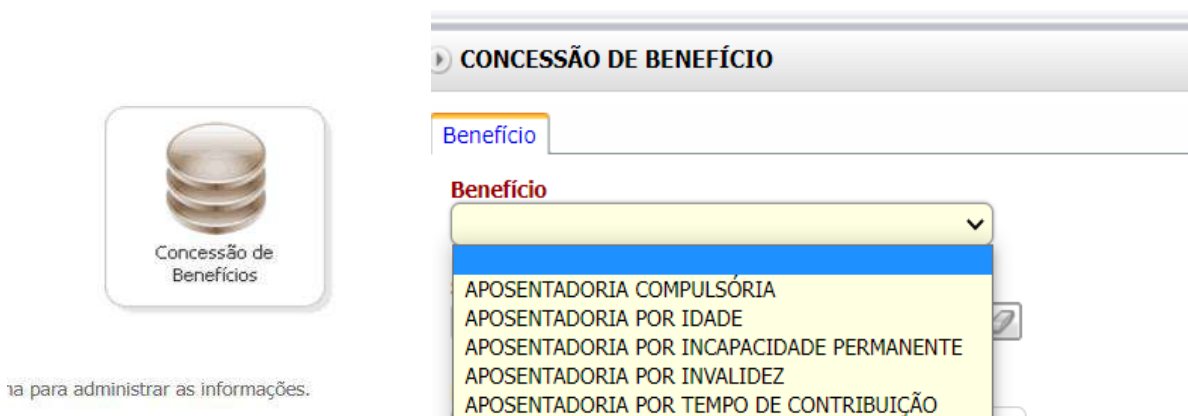 Concessão de
Benefícios
para administrar as informações.
CONCESSÃO DE BENEFÍCIO
Benefício
Benefício
APOSENTADORIA COMPULSÓRIA
APOSENTADORIA POR IDADE
APOSENTADORIA POR INCAPACIDADE PERMANENTE
APOSENTADORIA POR INVALIDEZ
APOSENTADORIA POR TEMPO DE CONTRIBUIÇÃO